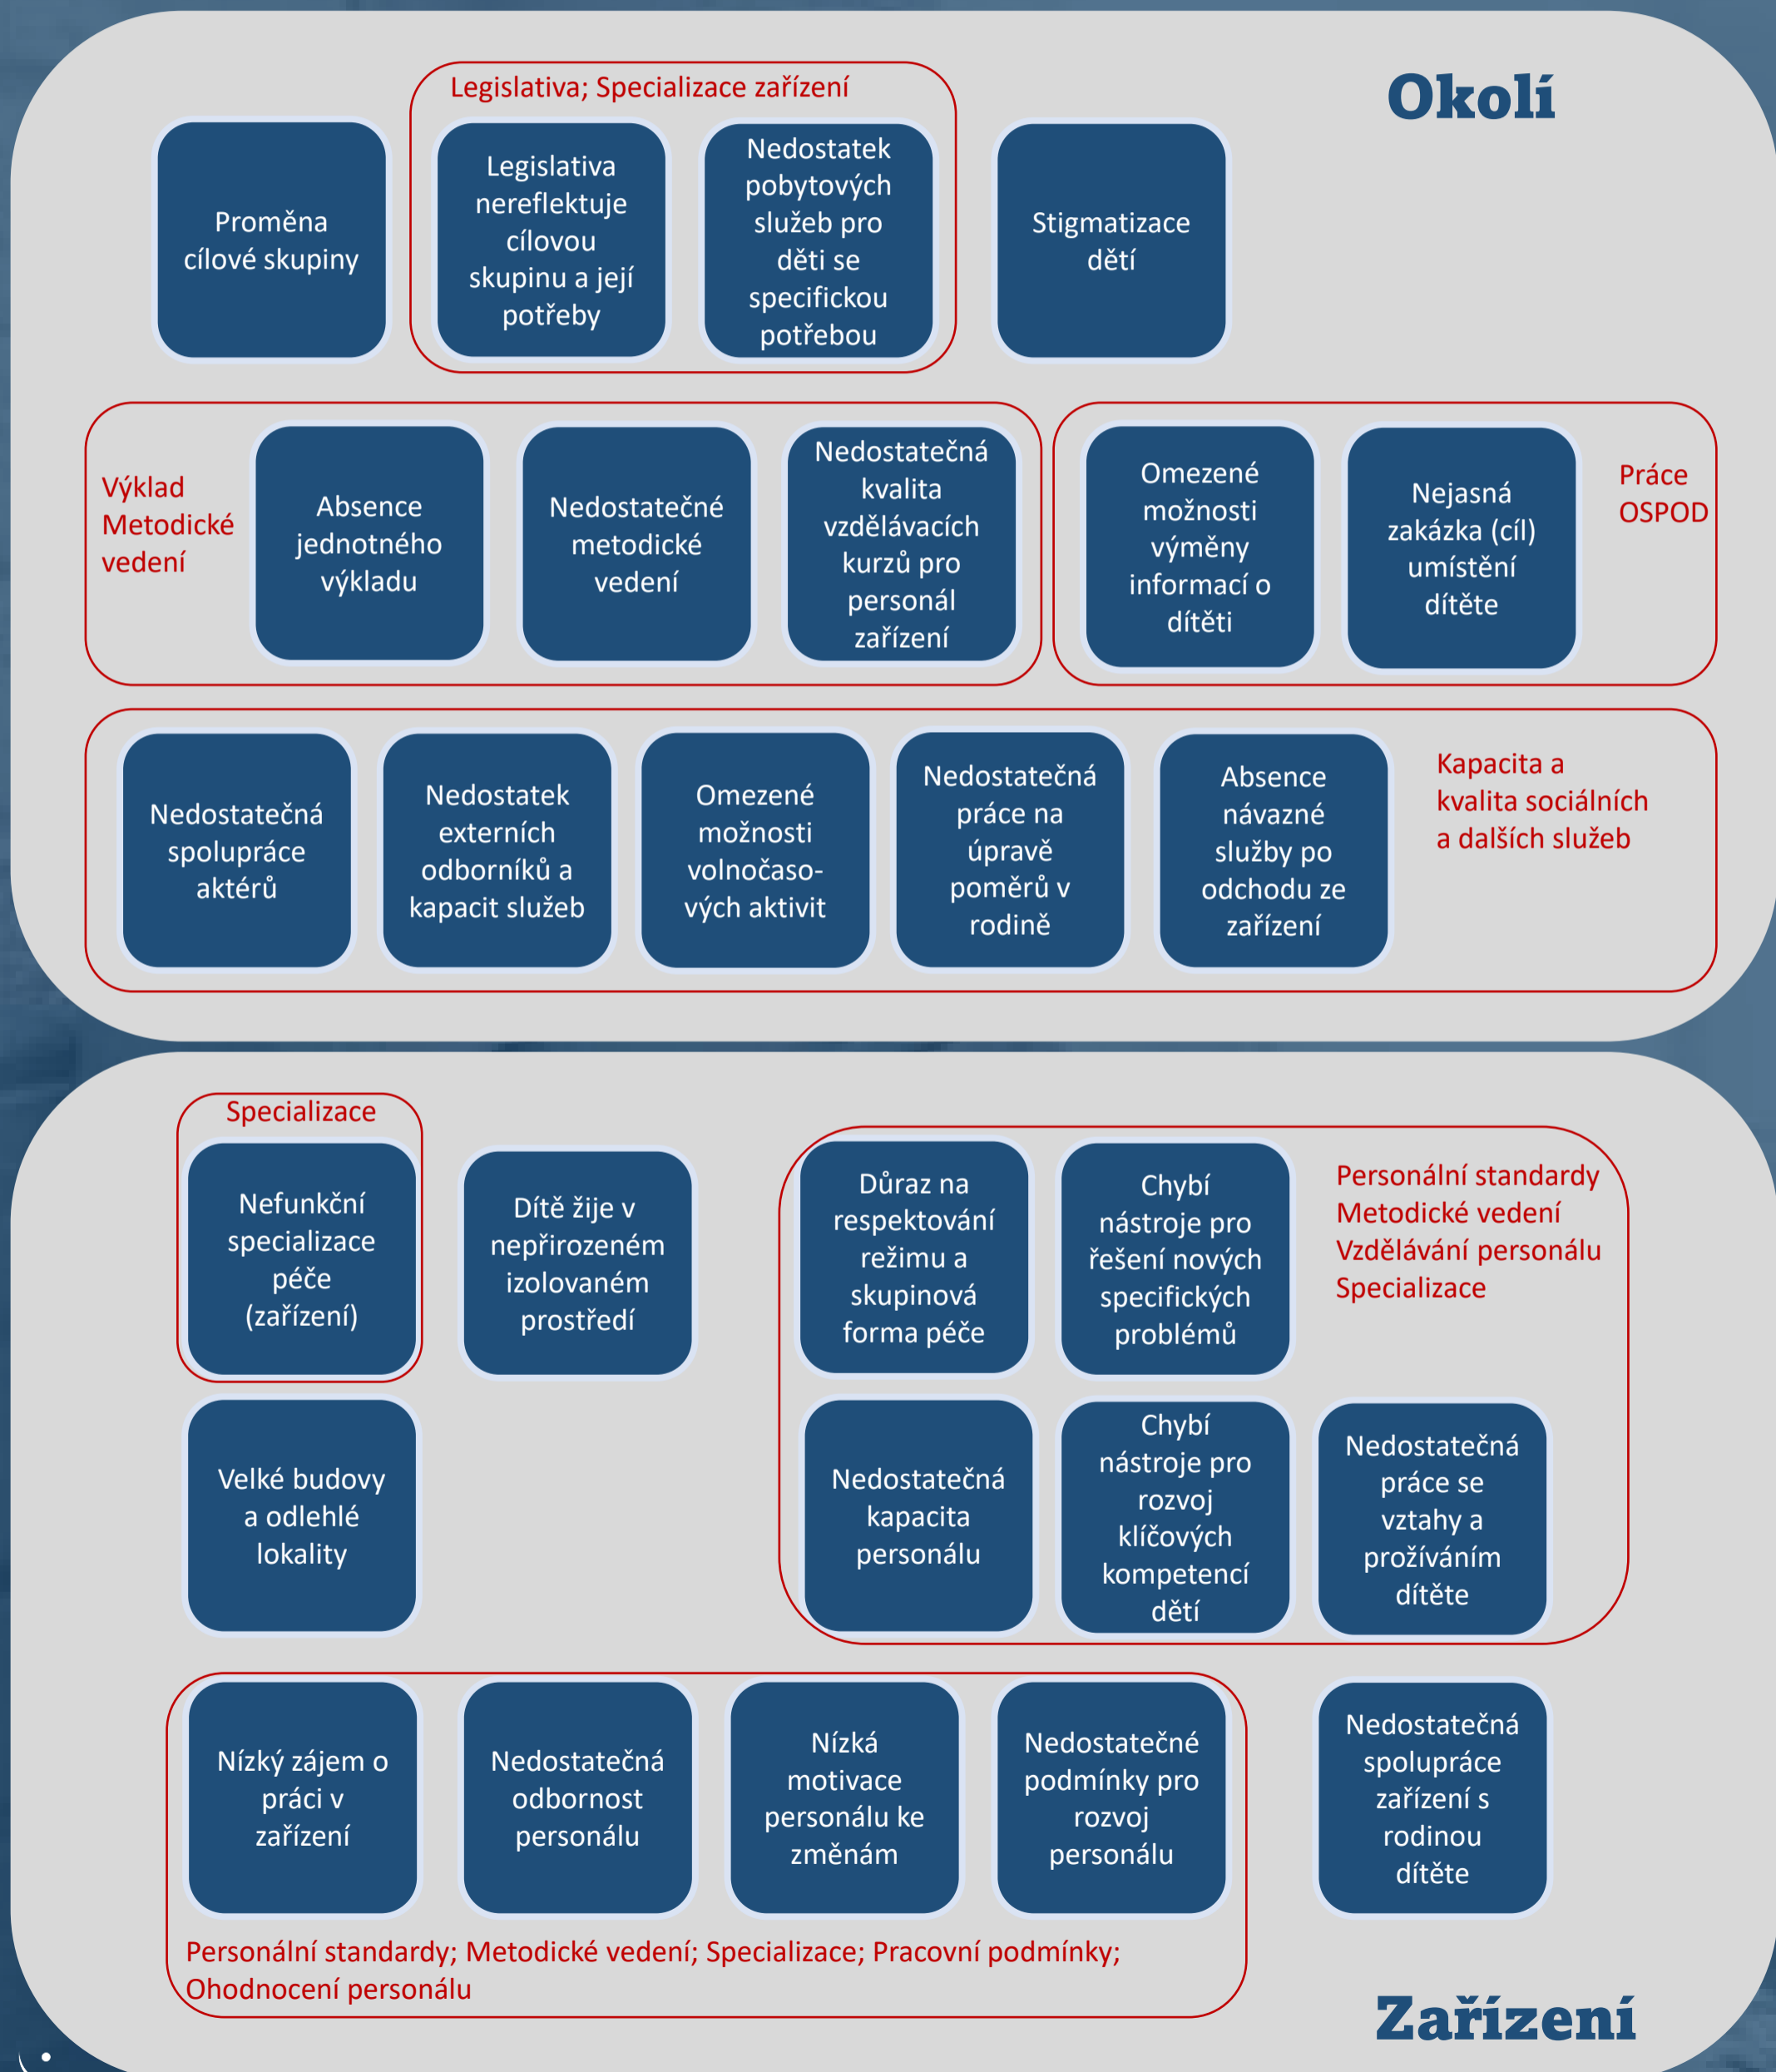 Okolí
Legislativa; Specializace zařízení
Proměna
cílové skupiny
Legislativa
nereflektuje
cílovou
skupinu a její
potřeby
Nedostatek
pobytových
služeb pro
děti se
specifickou
potřebou
Stigmatizace
dětí
Výklad
Metodické
vedení
Absence
jednotného
výkladu
Nedostatečné
metodické
vedení
Nedostatečná
kvalita
vzdělávacích
kurzů pro
personál
zařízení
Omezené
možnosti
výměny
informací o
dítěti
Nejasná
zakázka (cíl)
umístění
dítěte
Práce
OSPOD
Nedostatečná
spolupráce
aktérů
Nedostatek
externích
odborníků a
kapacit služeb
Omezené
možnosti
volnočaso-
vých aktivit
Nedostatečná
práce na
úpravě
poměrů v
rodině
Absence
návazné
služby po
odchodu ze
zařízení
Kapacita a
kvalita sociálních
a dalších služeb
Specializace
Nefunkční
specializace
péče
(zařízení)
Dítě žije v
nepřirozeném
izolovaném
prostředí
Důraz na
respektování
režimu a
skupinová
forma péče
Chybí
nástroje pro
řešení nových
specifických
problémů
Personální standardy
Metodické vedení
Vzdělávání personálu
Specializace
Velké budovy
a odlehlé
lokality
Nedostatečná
kapacita
personálu
Chybí
nástroje pro
rozvoj
klíčových
kompetencí
dětí
Nedostatečná
práce se
vztahy a
prožíváním
dítěte
Nízký zájem o
práci v
zařízení
Nedostatečná
odbornost
personálu
Nízká
motivace
personálu ke
změnám
Nedostatečné
podmínky pro
rozvoj
personálu
Nedostatečná
spolupráce
zařízení s
rodinou
dítěte
Personální standardy; Metodické vedení; Specializace; Pracovní podmínky;
Ohodnocení personálu
Zařízení